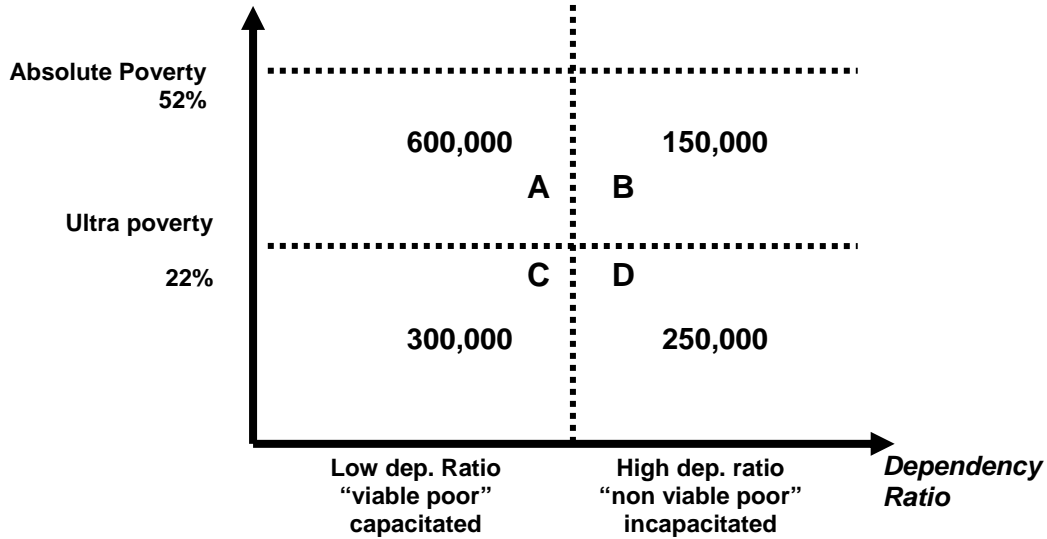 Absolute Poverty
52%
600,000
150,000
A
B
Ultra poverty
22%
C
D
300,000
250,000
Low dep. Ratio
“viable poor”
capacitated
High dep. ratio
“non viable poor”
incapacitated
Dependency
Ratio